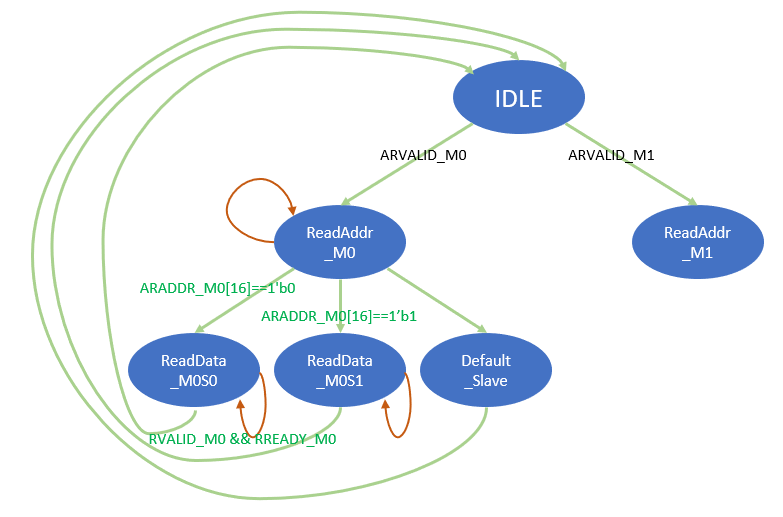 IDLE
ARVALID_M0
ARVALID_M1
ReadAddr
_M0
ReadAddr
_M1
ARADDR_M0[16]==1'b0
ARADDR_M0[16]==1’b1
ReadData
_M0S0
ReadData
_M0S1
Default
_Slave
RVALID_M0 && RREADY_M0